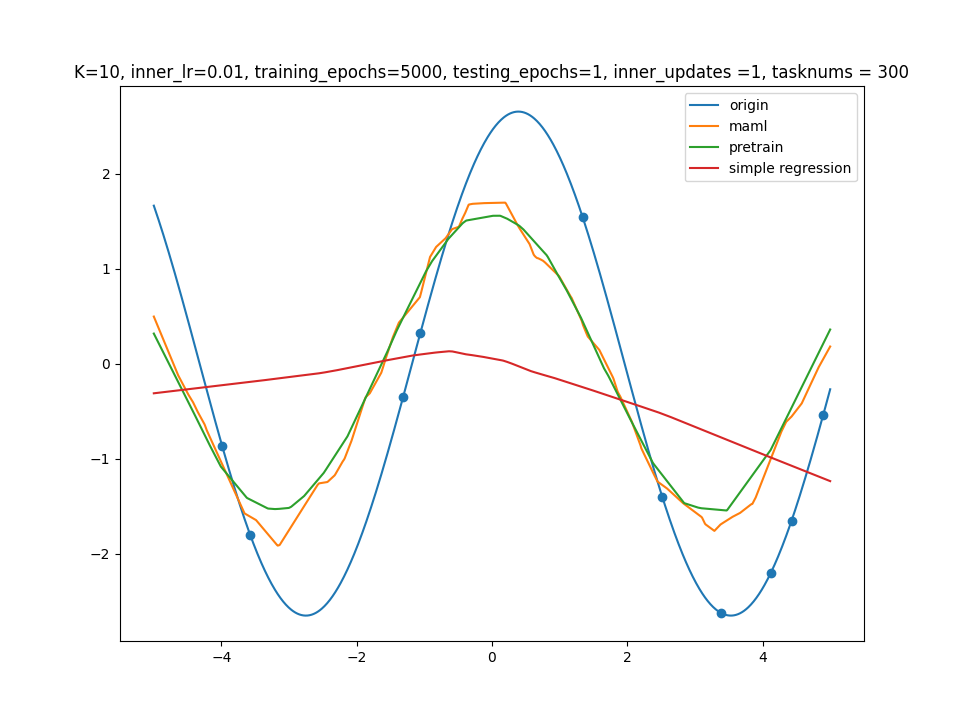 K=10, inner_lr=0.01, training_epochs=5000, testing_epochs=1, inner_updates =1, tasknums = 300
origin
maml
pretrain
simple regression
2
1
0
−1
−2
−4 −2 0 2 4